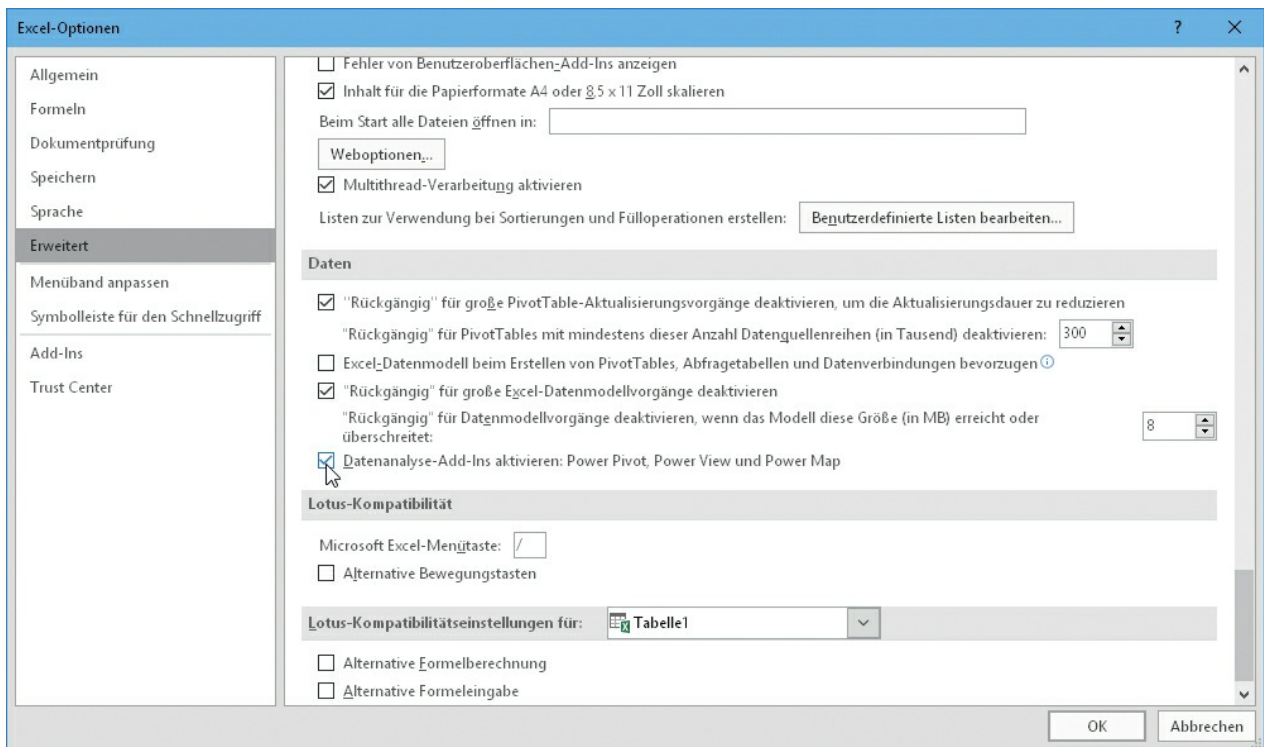 Excel-Optionen
?
Allgemein
Formeln
Dokumentprüfung
Speichern
Sprache
Erweitert
Menüband anpassen
Symbolleiste für den Schnellzugriff
Add-Ins
Trust Center
Fehler von Benutzeroberflächen-Add-Ins anzeigen
Inhalt für die Papierformate A4 oder 8,5 x 11 Zoll skalieren
Beim Start alle Dateien öffnen in:
Weboptionen...
Multithread-Verarbeitung aktivieren
Listen zur Verwendung bei Sortierungen und Fülloperationen erstellen: Benutzerdefinierte Listen bearbeiten...
Daten
"Rückgängig" für große PivotTable-Aktualisierungsvorgänge deaktivieren, um die Aktualisierungsdauer zu reduzieren
"Rückgängig" für PivotTables mit mindestens dieser Anzahl Datenquellenreihen (in Tausend) deaktivieren: 300
Excel-Datenmodell beim Erstellen von PivotTables, Abfragetabellen und Datenverbindungen bevorzugen
"Rückgängig" für große Excel-Datenmodellvorgänge deaktivieren
"Rückgängig" für Datenmodellvorgänge deaktivieren, wenn das Modell diese Größe (in MB) erreicht oder
überschreitet:
8
Datenanalyse-Add-Ins aktivieren: Power Pivot, Power View und Power Map
Lotus-Kompatibilität
Microsoft Excel-Menütaste: /
Alternative Bewegungstasten
Lotus-Kompatibilitätseinstellungen für: Tabelle1
Alternative Formelberechnung
Alternative Formeleingabe
OK
Abbrechen